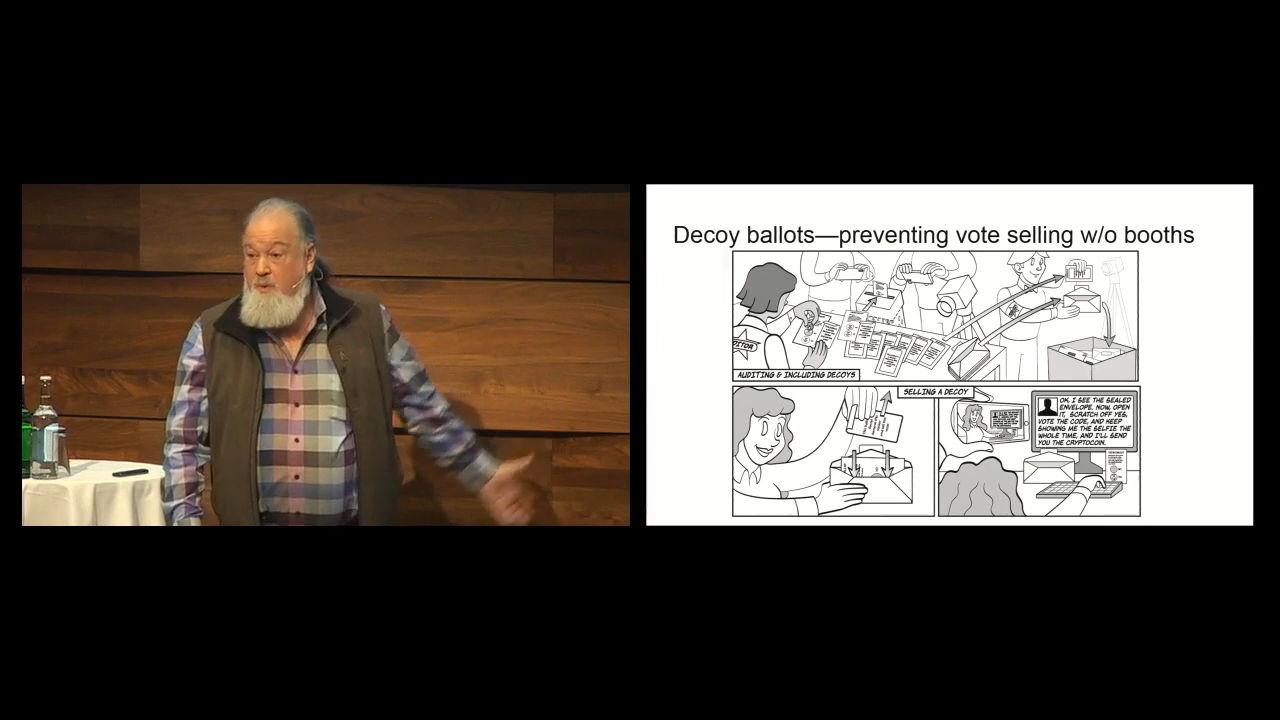 Decoy ballots—preventing vote selling w/o booths
AUDITING & INCLUDING DECOYS
SELLING A DECOY
OK, I SEE THE SEALED
ENVELOPE. NOW, OPEN
IT, SCRATCH OFF YES,
VOTE THE CODE, AND KEEP
SHOWING ME THE SELFIE THE
WHOLE TIME, AND I'LL SEND
YOU THE CRYPTOCOIN.